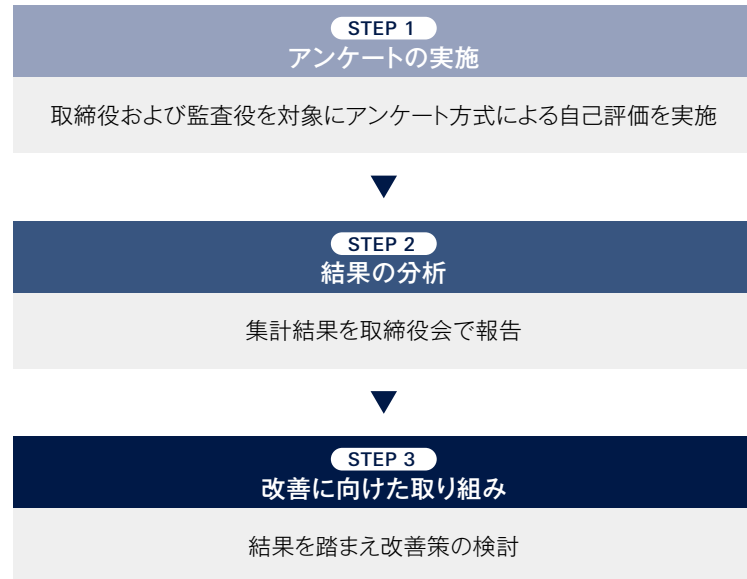 STEP 1
アンケートの実施
取締役および監査役を対象にアンケート方式による自己評価を実施
STEP 2
結果の分析
集計結果を取締役会で報告
STEP 3
改善に向けた取り組み
結果を踏まえ改善策の検討